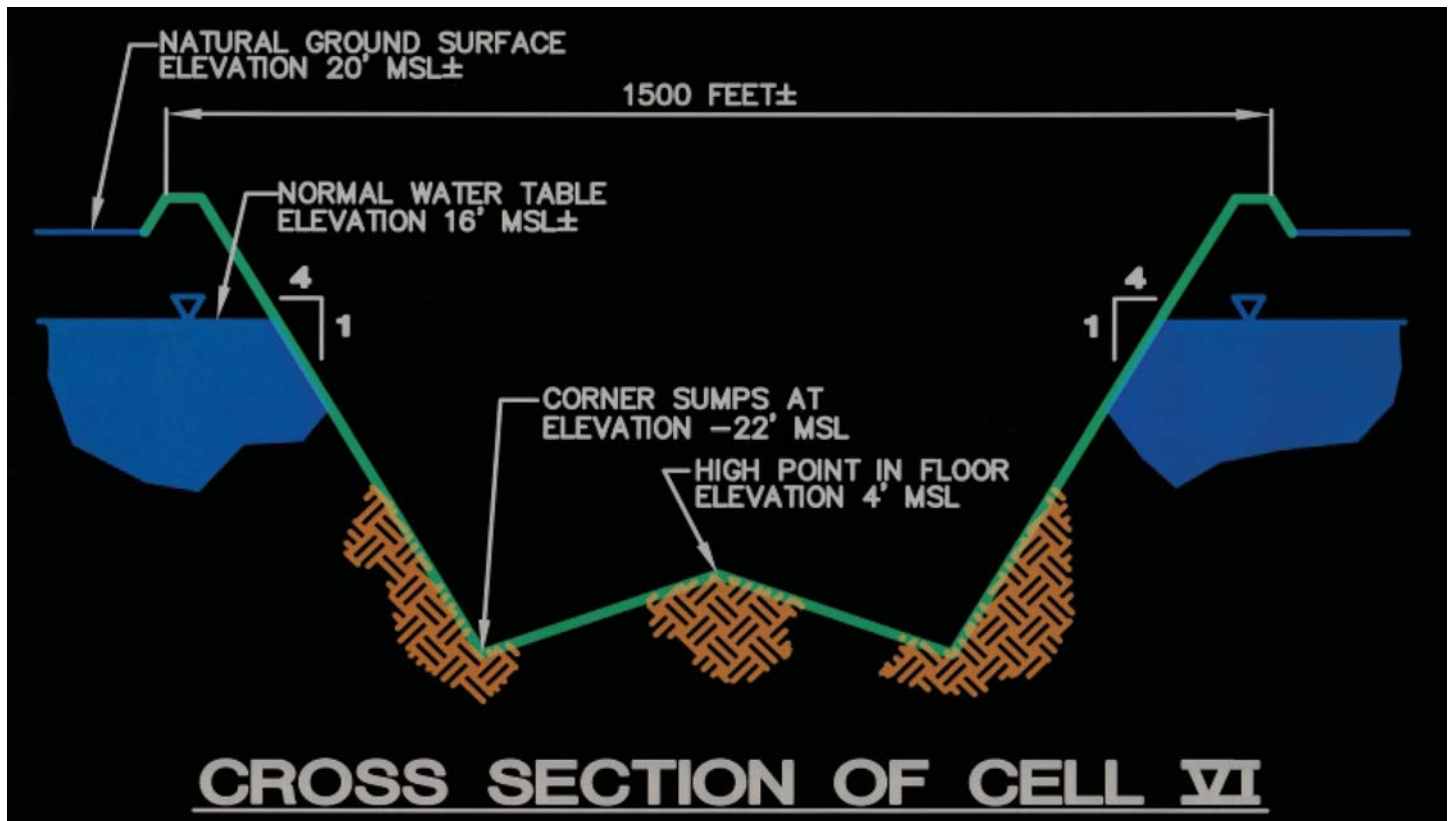 NATURAL GROUND SURFACE
ELEVATION 20' MSL±
1500 FEET±
NORMAL WATER TABLE
ELEVATION 16' MSL±
4
1
4
1
CORNER SUMPS AT
ELEVATION -22' MSL
HIGH POINT IN FLOOR
ELEVATION 4' MSL
CROSS SECTION OF CELL VI